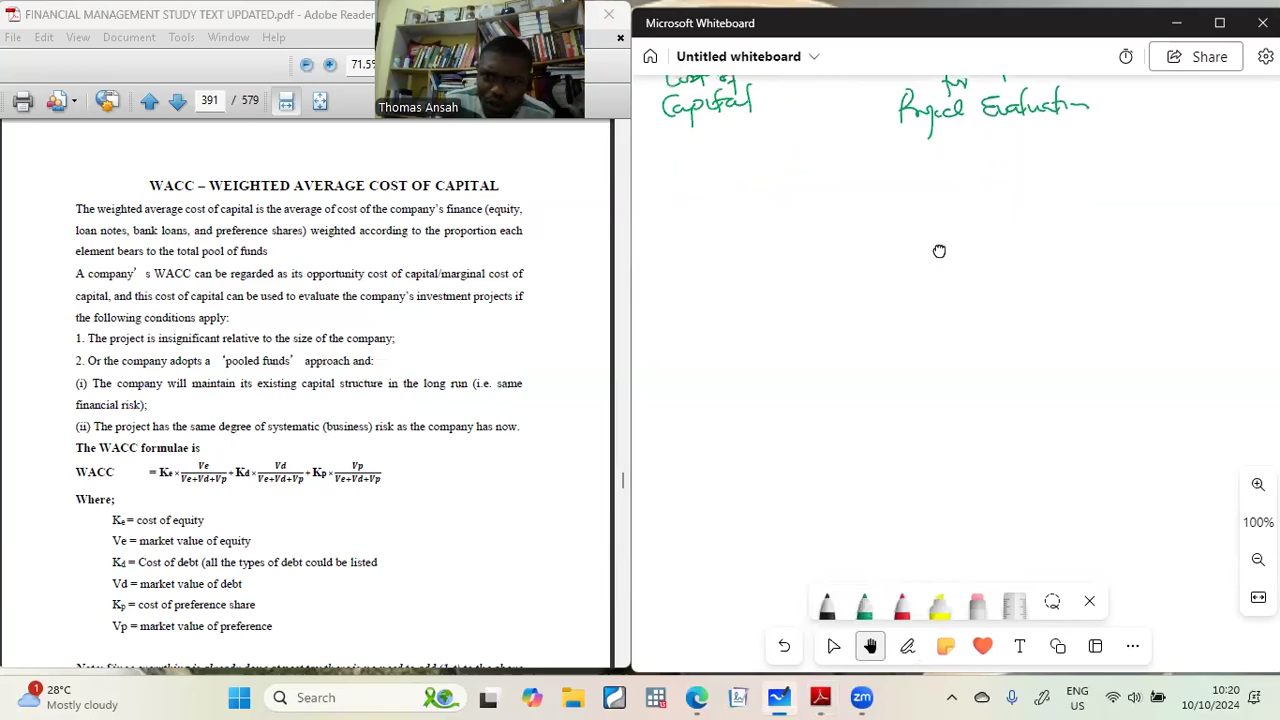 FINANCIAL MANAGEMENT STUDY TEXT UPDATED.pdf - Adobe Reader
File View Document Tools Window Help
391 / 579 71.5%
Thomas Ansah
WACC – WEIGHTED AVERAGE COST OF CAPITAL
The weighted average cost of capital is the average of cost of the company's finance (equity,
loan notes, bank loans, and preference shares) weighted according to the proportion each
element bears to the total pool of funds
A company's WACC can be regarded as its opportunity cost of capital/marginal cost of
capital, and this cost of capital can be used to evaluate the company's investment projects if
the following conditions apply:
1. The project is insignificant relative to the size of the company;
2. Or the company adopts a 'pooled funds' approach and:
(i) The company will maintain its existing capital structure in the long run (i.e. same
financial risk);
(ii) The project has the same degree of systematic (business) risk as the company has now.
The WACC formulae is
WACC = Ke × Ve/(Ve+Vd+Vp) + Kd × Vd/(Ve+Vd+Vp) + Kp × Vp/(Ve+Vd+Vp)
Where;
Ke = cost of equity
Ve = market value of equity
Kd = Cost of debt (all the types of debt could be listed
Vd = market value of debt
Kp = cost of preference share
Vp = market value of preference
Microsoft Whiteboard
Untitled whiteboard
Share
Cost of
Capital
for
Project Evaluation
100%
1
28°C
Mostly cloudy
Search
zm
ENG
US
10:20
10/10/2024